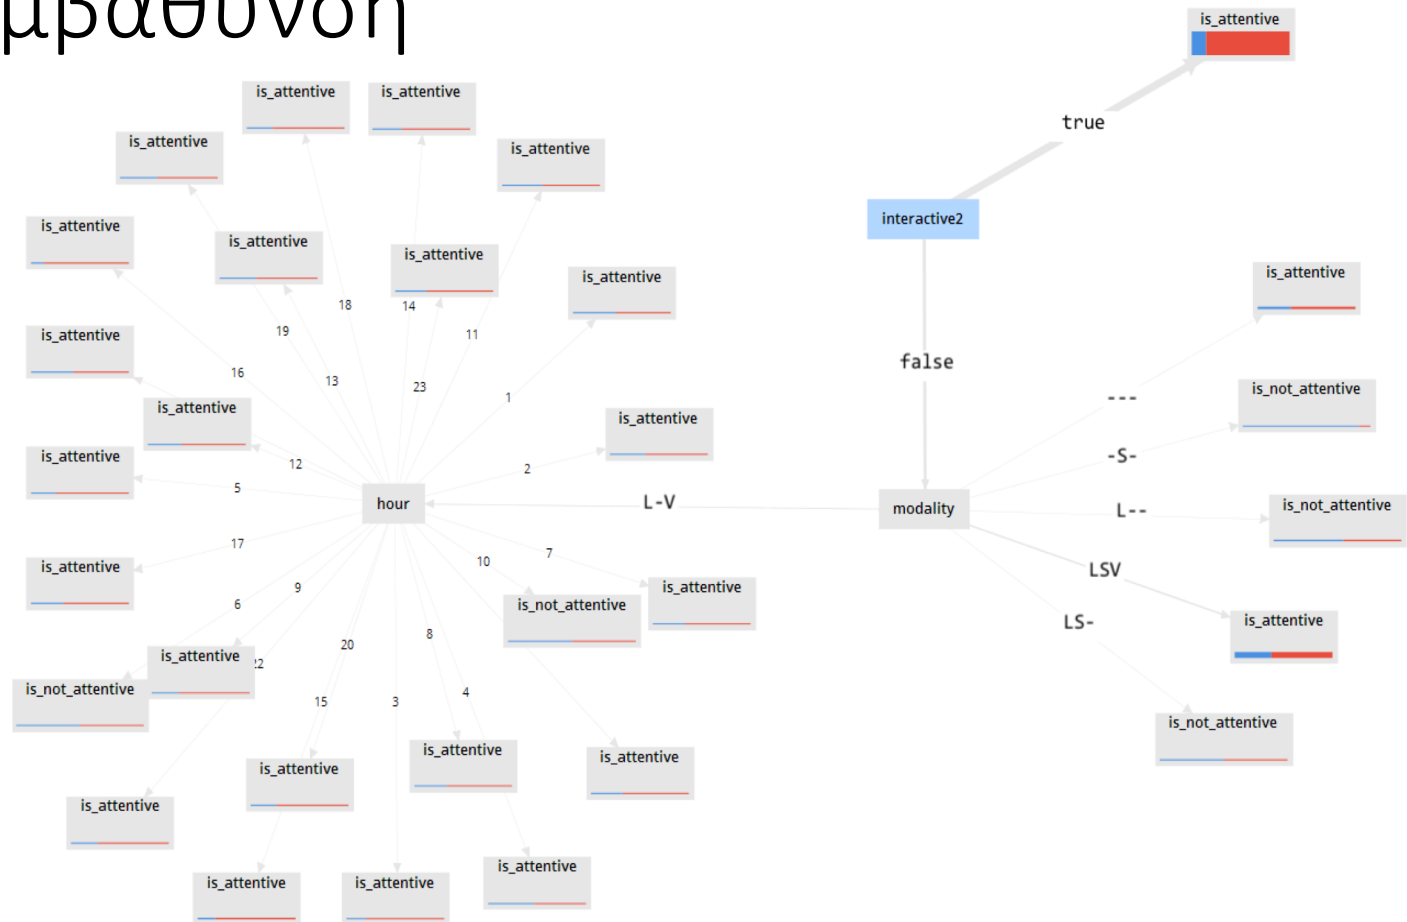 μβάθυνση
is_attentive
is_attentive
is_attentive
is_attentive
is_attentive
true
is_attentive
interactive2
is_attentive
is_attentive
is_attentive
is_attentive
18
14
19
11
is_attentive
false
16
13
23
1
is_attentive
---
is_not_attentive
is_attentive
is_attentive
2
12
is_attentive
-S-
5
hour
L-V
modality
L--
is_not_attentive
17
10
7
is_attentive
LSV
9
is_attentive
6
is_not_attentive
LS-
is_attentive
8
20
is_attentive
22
is_not_attentive
4
15
3
is_not_attentive
is_attentive
is_attentive
is_attentive
is_attentive
is_attentive
is_attentive
is_attentive